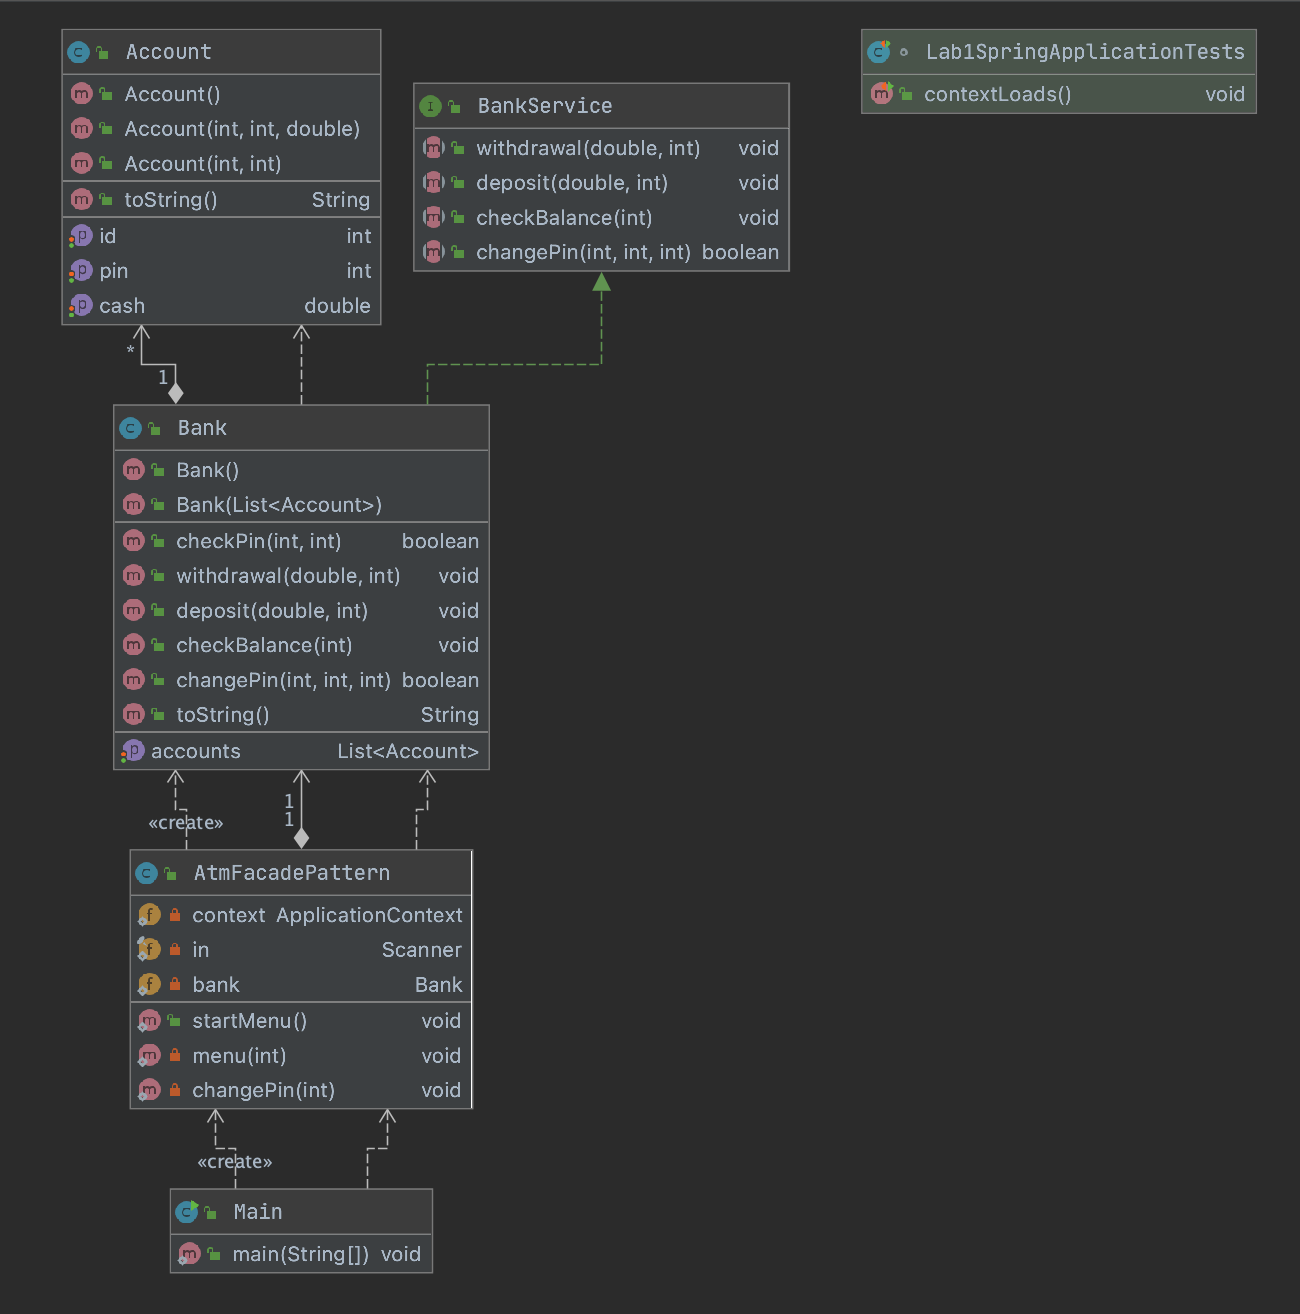 Account
Account()
Account(int, int, double)
Account(int, int)
toString() String
id int
pin int
cash double
BankService
withdrawal(double, int) void
deposit(double, int) void
checkBalance(int) void
changePin(int, int, int) boolean
Lab1SpringApplicationTests
contextLoads() void
*
1
Bank
Bank()
Bank(List<Account>)
checkPin(int, int) boolean
withdrawal(double, int) void
deposit(double, int) void
checkBalance(int) void
changePin(int, int, int) boolean
toString() String
accounts List<Account>
«create»
1
1
AtmFacadePattern
context ApplicationContext
in Scanner
bank Bank
startMenu() void
menu(int) void
changePin(int) void
«create»
Main
main(String[]) void